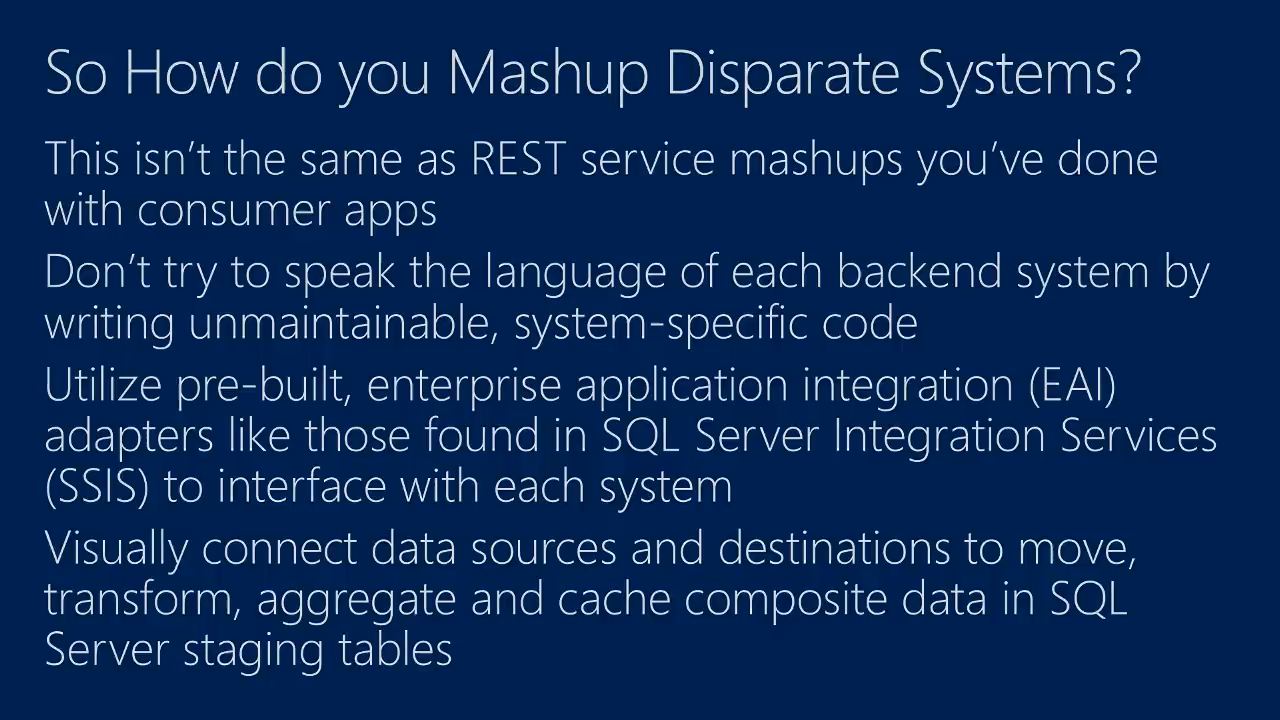 So How do you Mashup Disparate Systems?
This isn't the same as REST service mashups you've done
with consumer apps
Don't try to speak the language of each backend system by
writing unmaintainable, system-specific code
Utilize pre-built, enterprise application integration (EAI)
adapters like those found in SQL Server Integration Services
(SSIS) to interface with each system
Visually connect data sources and destinations to move,
transform, aggregate and cache composite data in SQL
Server staging tables